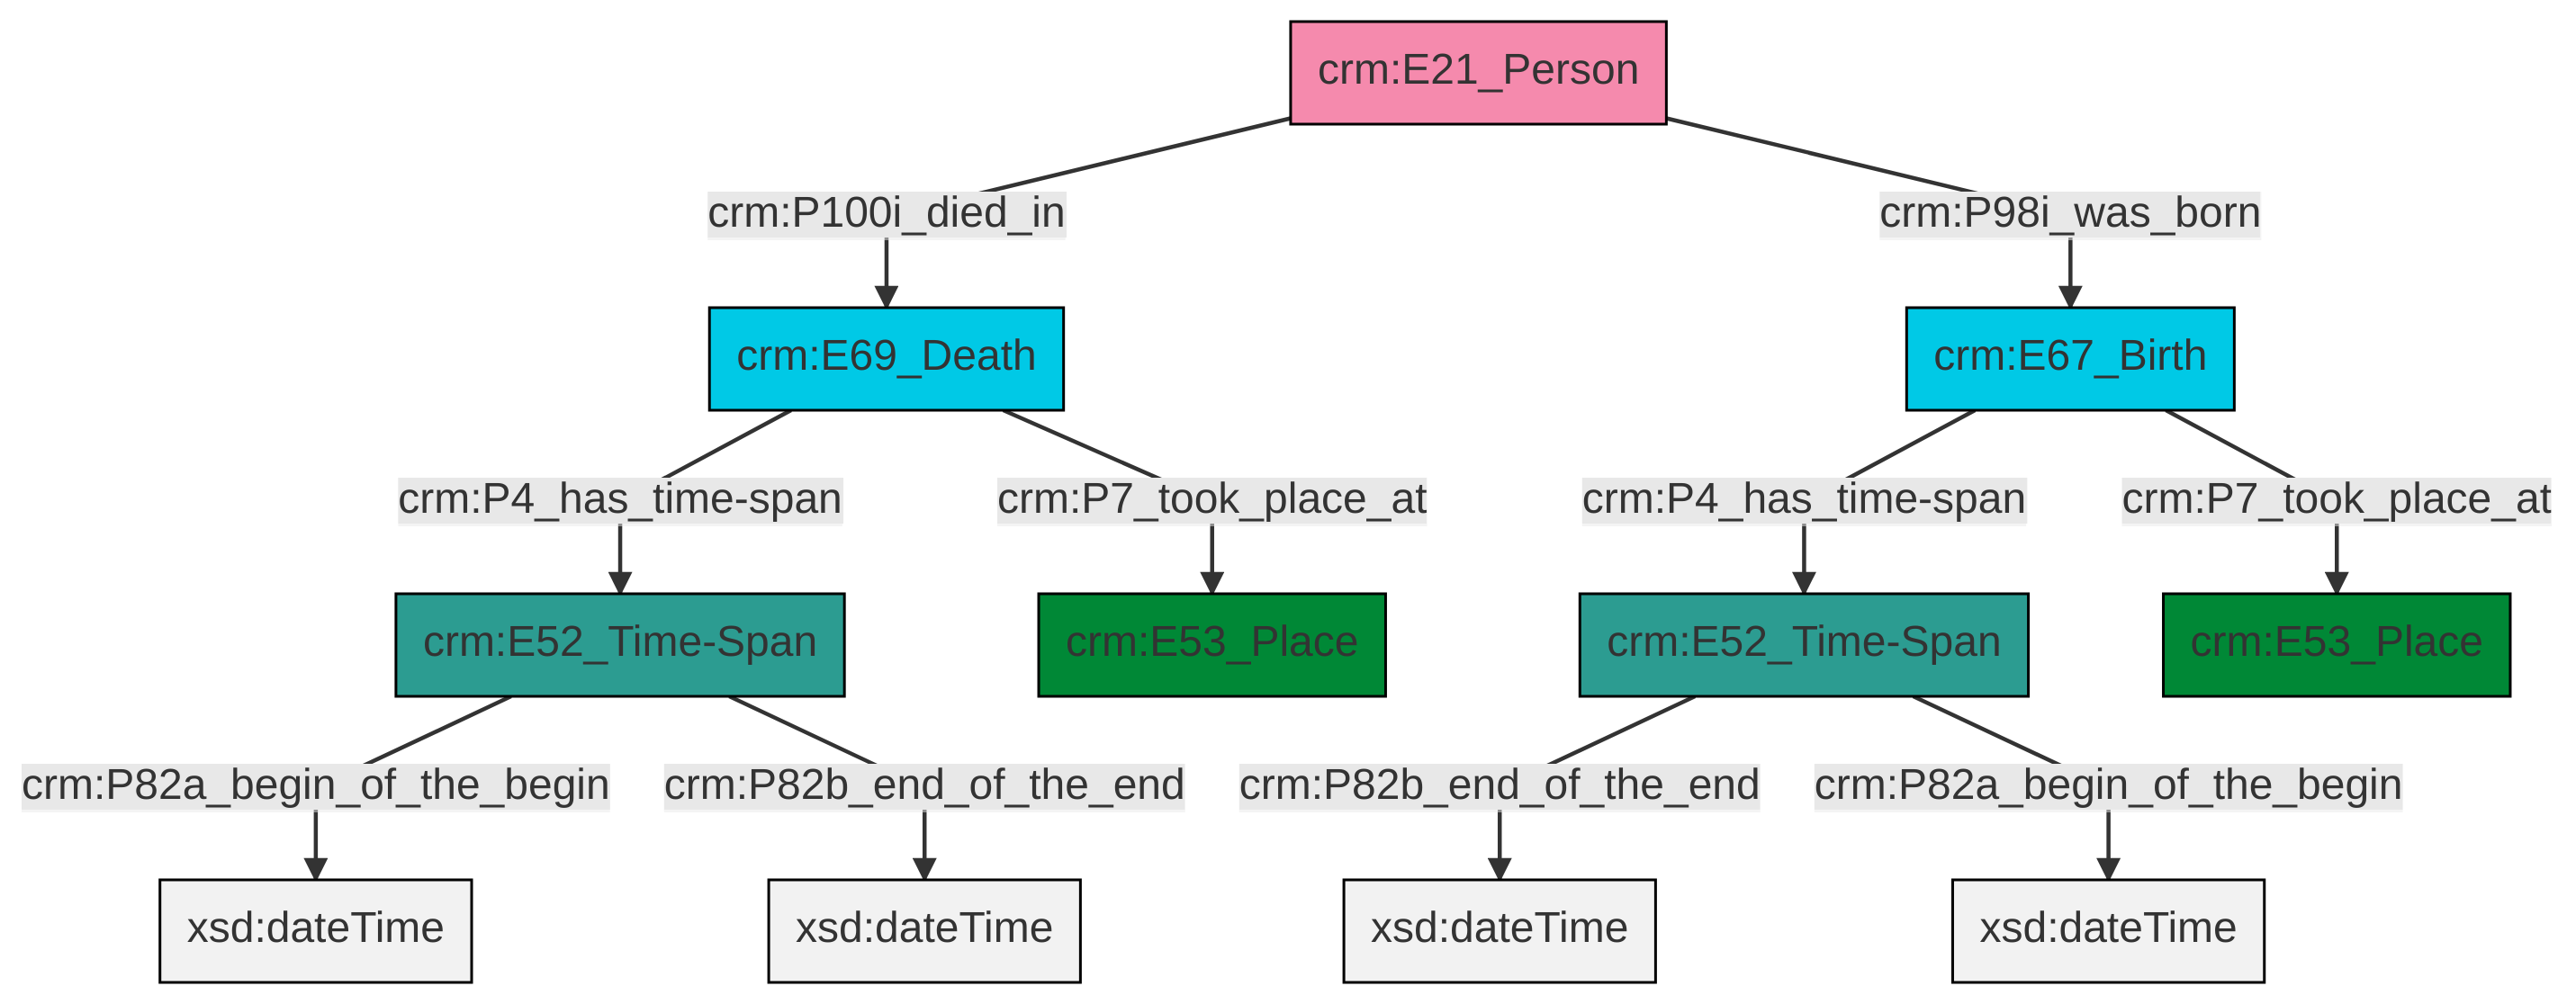 crm:E21_Person
crm:P100i_died_in
crm:P98i_was_born
crm:E69_Death
crm:E67_Birth
crm:P4_has_time-span
crm:P7_took_place_at
crm:P4_has_time-span
crm:P7_took_place_at
crm:E52_Time-Span
crm:E53_Place
crm:E52_Time-Span
crm:E53_Place
crm:P82a_begin_of_the_begin
crm:P82b_end_of_the_end
crm:P82b_end_of_the_end
crm:P82a_begin_of_the_begin
xsd:dateTime
xsd:dateTime
xsd:dateTime
xsd:dateTime